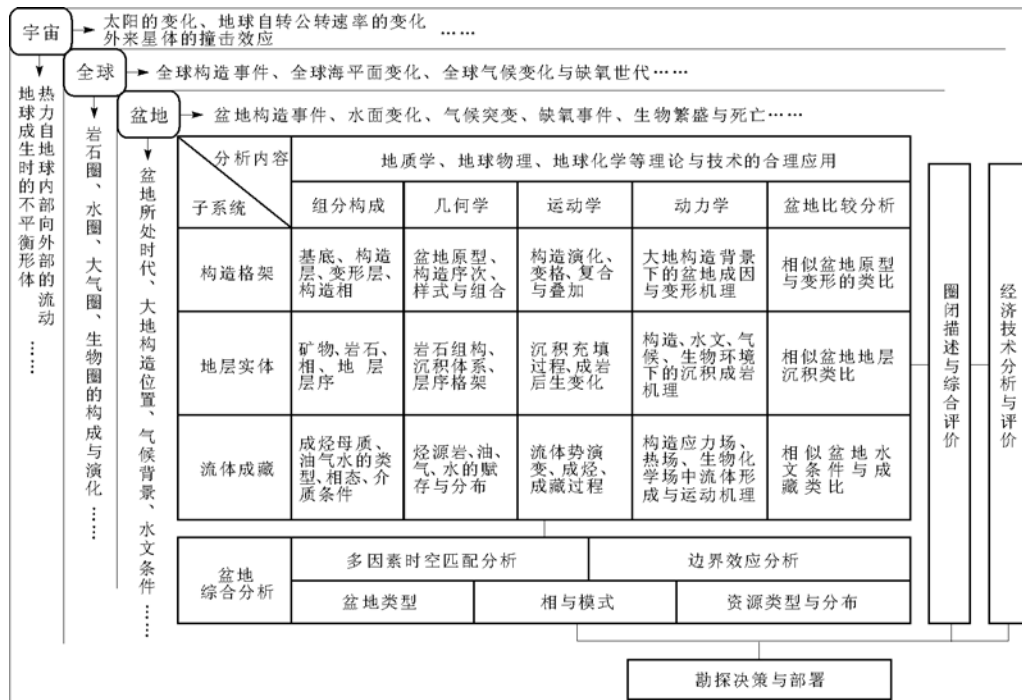 宇宙
太阳的变化、地球自转公转速率的变化
外来星体的撞击效应 ……
全球
全球构造事件、全球海平面变化、全球气候变化与缺氧世代……
盆地
盆地构造事件、水面变化、气候突变、缺氧事件、生物繁盛与死亡……
热力自地球内部向外部的流动
地球成生时的不平衡形体
……
岩石圈、水圈、大气圈、生物圈的构成与演化……
盆地所处时代、大地构造位置、气候背景、水文条件……
分析内容
子系统
地质学、地球物理、地球化学等理论与技术的合理应用
组分构成
几何学
运动学
动力学
盆地比较分析
构造格架
基底、构造
层、变形层、
构造相
盆地原型、
构造序次、
样式与组合
构造演化、
变格、复合
与叠加
大地构造背景
下的盆地成因
与变形机理
相似盆地原型
与变形的类比
地层实体
矿物、岩石、
相、地层
层序
岩石组构、
沉积体系、
层序格架
沉积充填
过程、成岩
后生变化
构造、水文、气
候、生物环境
下的沉积成岩
机理
相似盆地地层
沉积类比
流体成藏
成烃母质、
油气水的类
型、相态、介
质条件
烃源岩、油、
气、水的赋
存与分布
流体势演
变、成烃、
成藏过程
构造应力场、
热场、生物化
学场中流体形
成与运动机理
相似盆地水
文条件与成
藏类比
盆地
综合分析
多因素时空匹配分析
边界效应分析
盆地类型
相与模式
资源类型与分布
圈闭描述与综合评价
经济技术分析与评价
勘探决策与部署